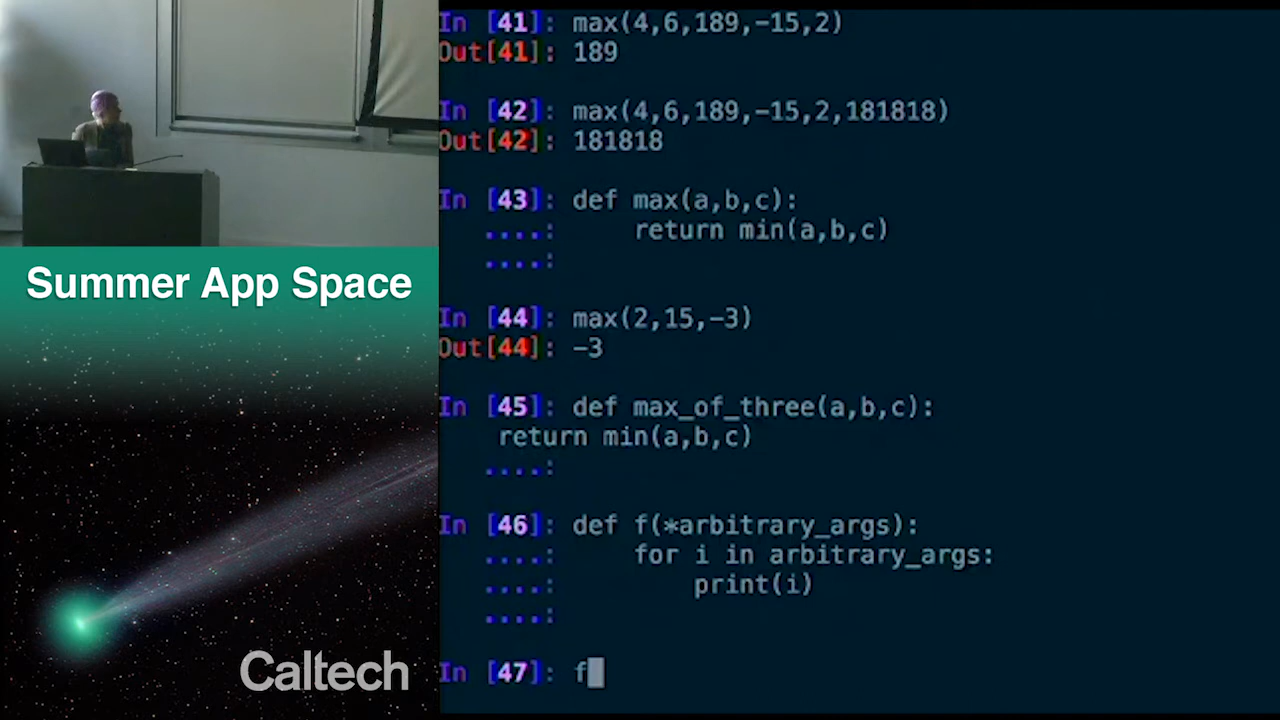 In [41]: max(4,6,189,-15,2)
Out[41]: 189
In [42]: max(4,6,189,-15,2,181818)
Out[42]: 181818
In [43]: def max(a,b,c):
....:     return min(a,b,c)
....:
In [44]: max(2,15,-3)
Out[44]: -3
In [45]: def max_of_three(a,b,c):
return min(a,b,c)
....:
In [46]: def f(*arbitrary_args):
....:     for i in arbitrary_args:
....:         print(i)
....:
In [47]: f
Summer App Space
Caltech